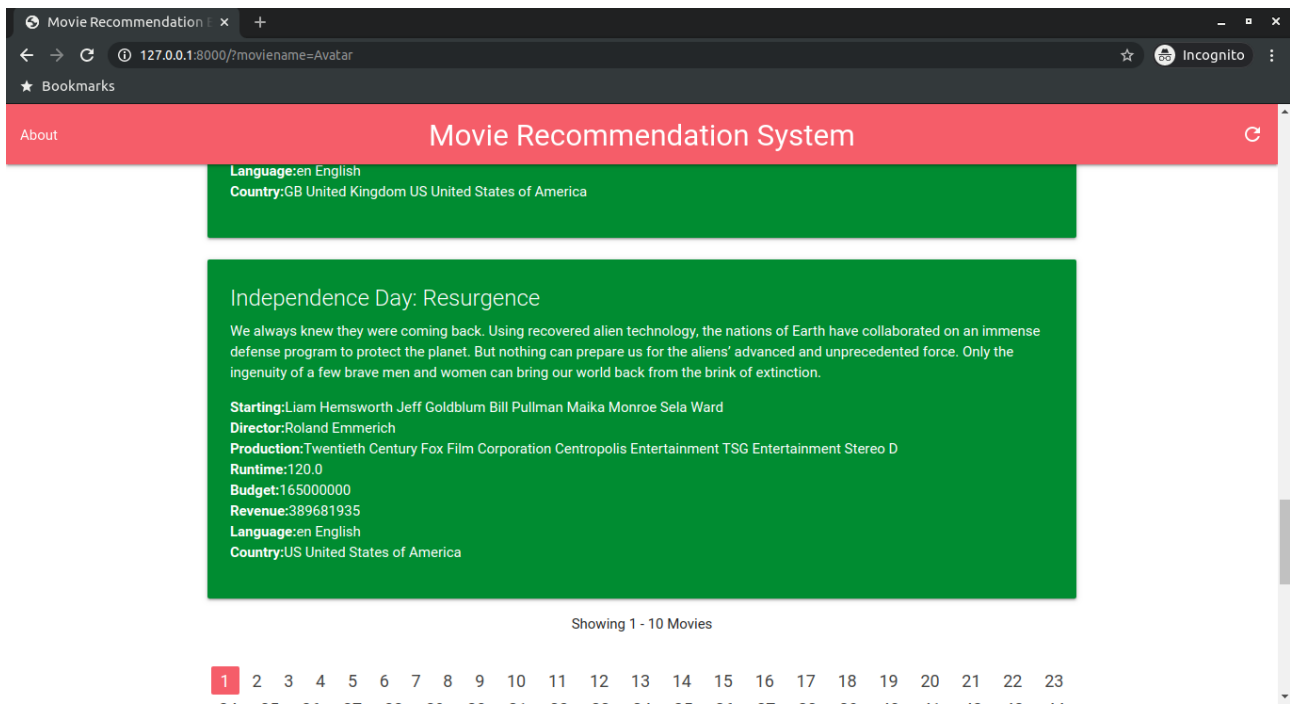 Movie Recommendation
127.0.0.1:8000/?moviename=Avatar
Incognito
Bookmarks
About
Movie Recommendation System
Language:en English
Country:GB United Kingdom US United States of America
Independence Day: Resurgence
We always knew they were coming back. Using recovered alien technology, the nations of Earth have collaborated on an immense
defense program to protect the planet. But nothing can prepare us for the aliens’ advanced and unprecedented force. Only the
ingenuity of a few brave men and women can bring our world back from the brink of extinction.
Starting:Liam Hemsworth Jeff Goldblum Bill Pullman Maika Monroe Sela Ward
Director:Roland Emmerich
Production:Twentieth Century Fox Film Corporation Centropolis Entertainment TSG Entertainment Stereo D
Runtime:120.0
Budget:165000000
Revenue:389681935
Language:en English
Country:US United States of America
Showing 1 - 10 Movies
1 2 3 4 5 6 7 8 9 10 11 12 13 14 15 16 17 18 19 20 21 22 23